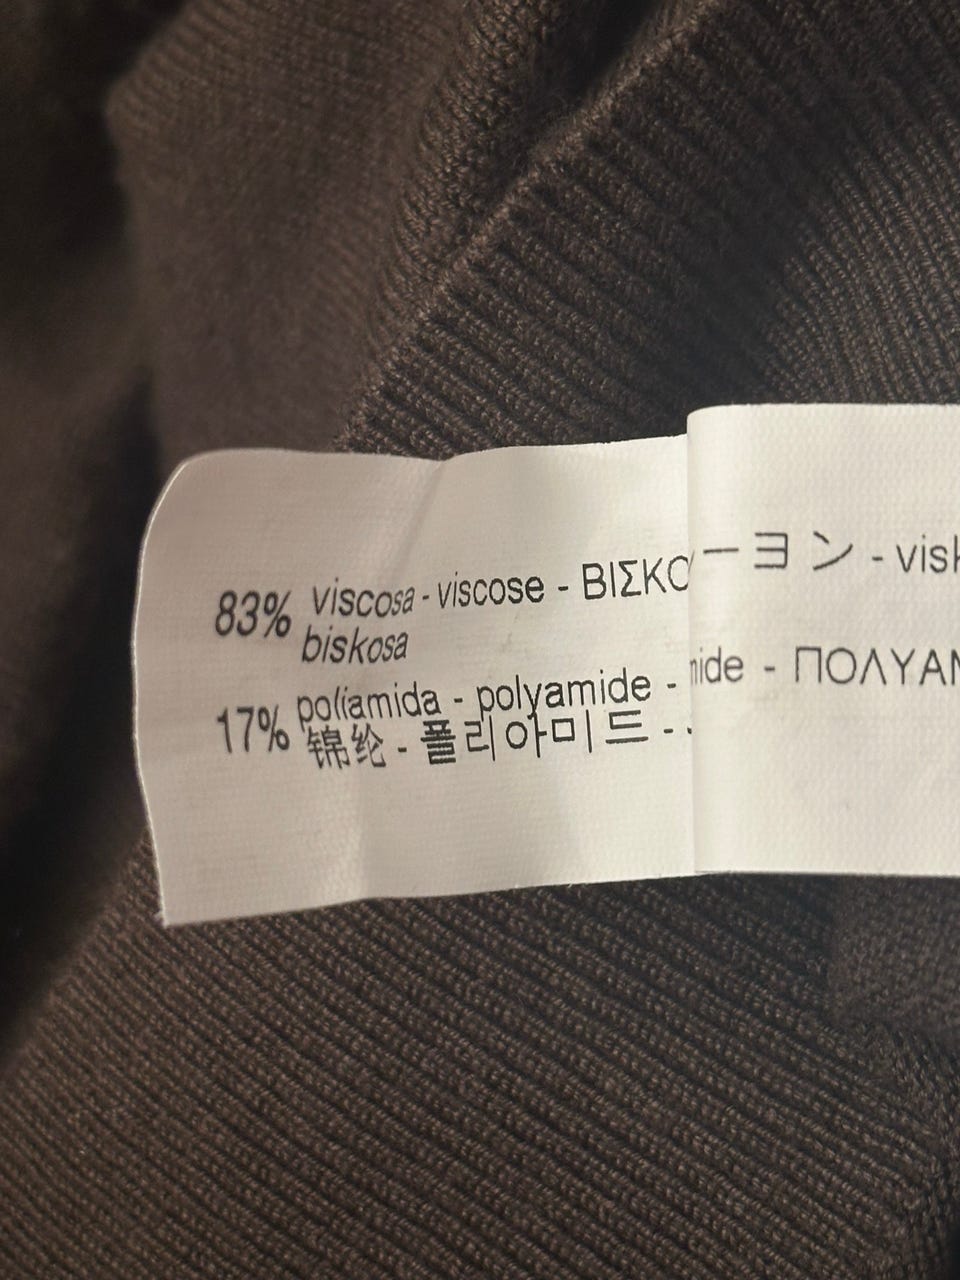 83% viscosa - viscose - ΒΙΣΚΟ
ーヨン - visk
biskosa
17% poliamida - polyamide -
mide - ΠΟΛΥΑΜ
锦纶 - 폴리아미드 -